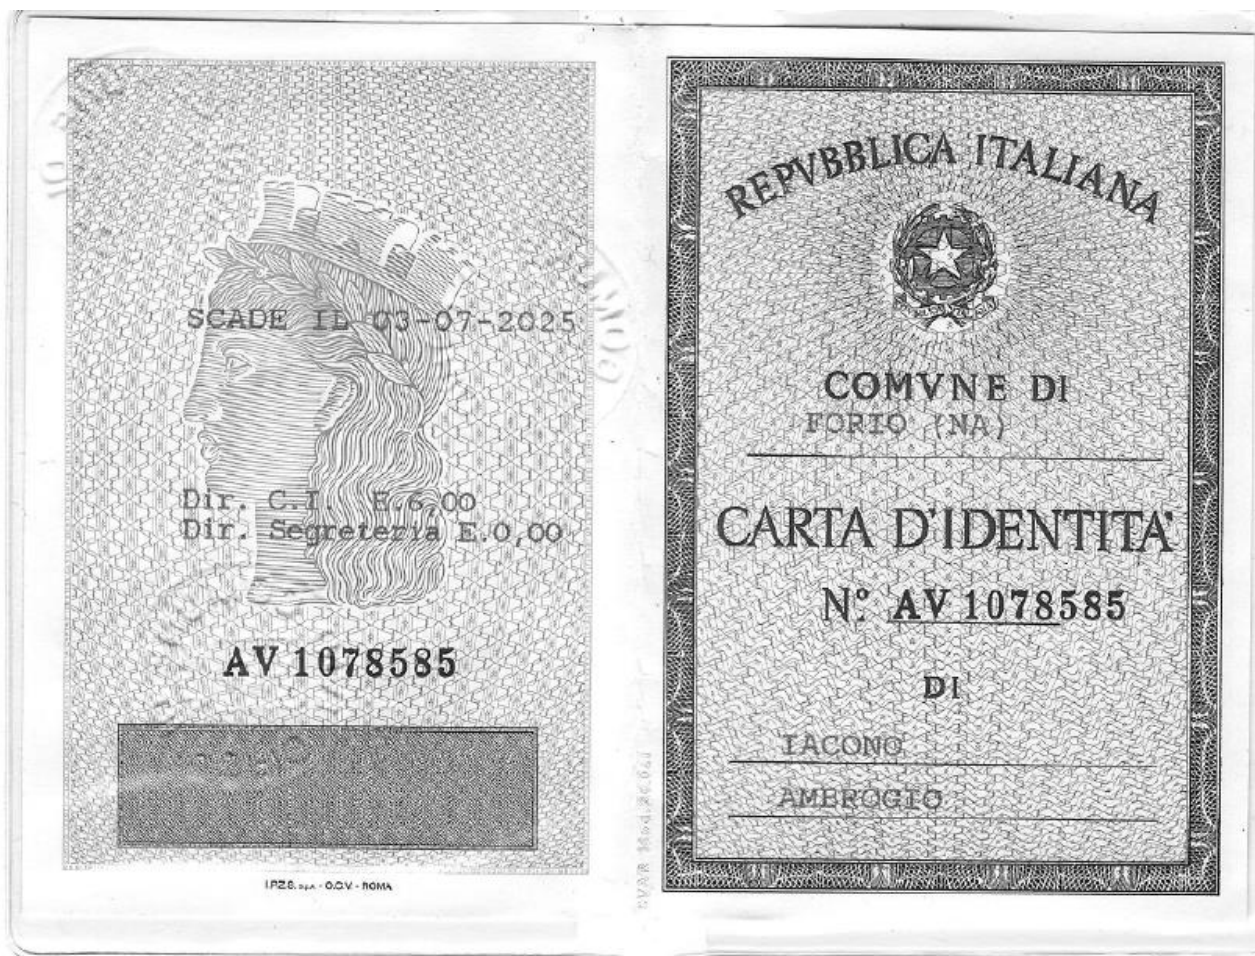 SCADE IL 03-07-2025
Dir. C.I. E.6,00
Dir. Segreteria E.0,00
AV 1078585
I.P.Z.S. s.p.A. - O.C.V. - ROMA
REPVBBLICA ITALIANA
COMVNE DI
FORIO (NA)
CARTA D'IDENTITA'
Nº AV 1078585
DI
IACONO
AMBROGIO